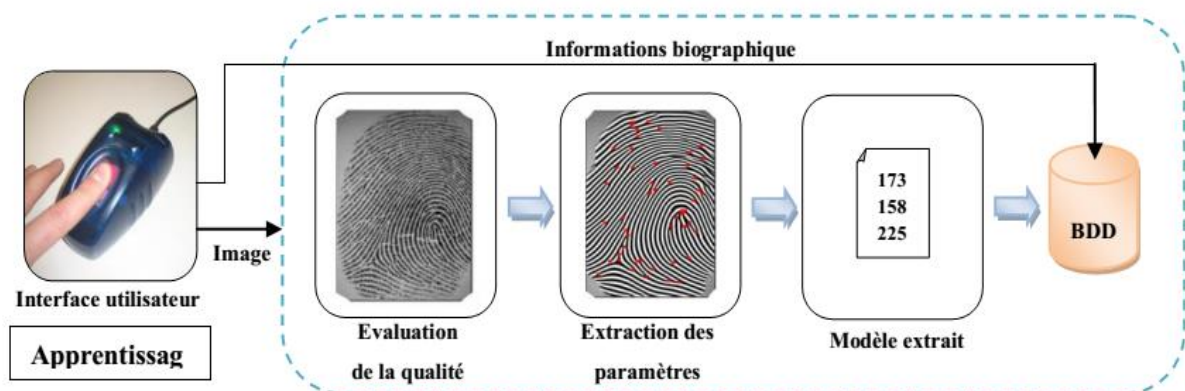 Informations biographique
Image
Interface utilisateur
Apprentissag
Evaluation
de la qualité
Extraction des
paramètres
173
158
225
Modèle extrait
BDD